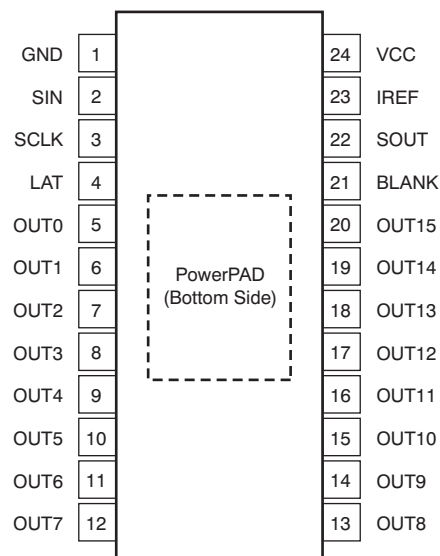 GND 1 24 VCC
SIN 2 23 IREF
SCLK 3 22 SOUT
LAT 4 21 BLANK
OUT0 5 20 OUT15
OUT1 6 19 OUT14
PowerPAD
(Bottom Side)
OUT2 7 18 OUT13
OUT3 8 17 OUT12
OUT4 9 16 OUT11
OUT5 10 15 OUT10
OUT6 11 14 OUT9
OUT7 12 13 OUT8